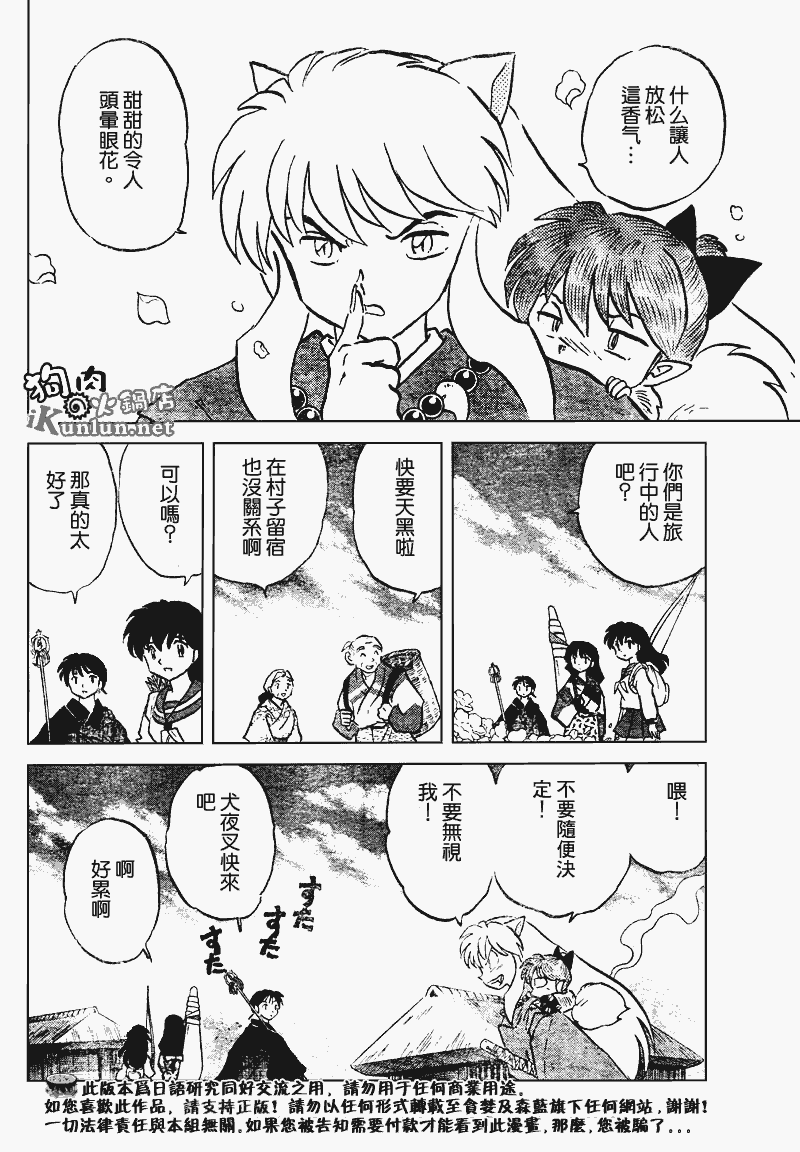 什么讓人
放松
這香气…
甜甜的令人
頭暈眼花。
狗肉
火鍋店
iKunlun.net
你們是旅
行中的人
吧?
快要天黑啦
在村子留宿
也沒關系啊
可以嗎?
那真的太
好了
喂!
不要隨便決
定!
不要無視
我!
犬夜叉快來
吧
啊
好累啊
すた
すた
すた
此版本爲日語研究同好交流之用，請勿用于任何商業用途。
如您喜歡此作品，請支持正版！請勿以任何形式轉載至貪婪及森藍旗下任何網站，謝謝!
一切法律責任與本組無關。如果您被告知需要付款才能看到此漫畫，那麼，您被騙了...